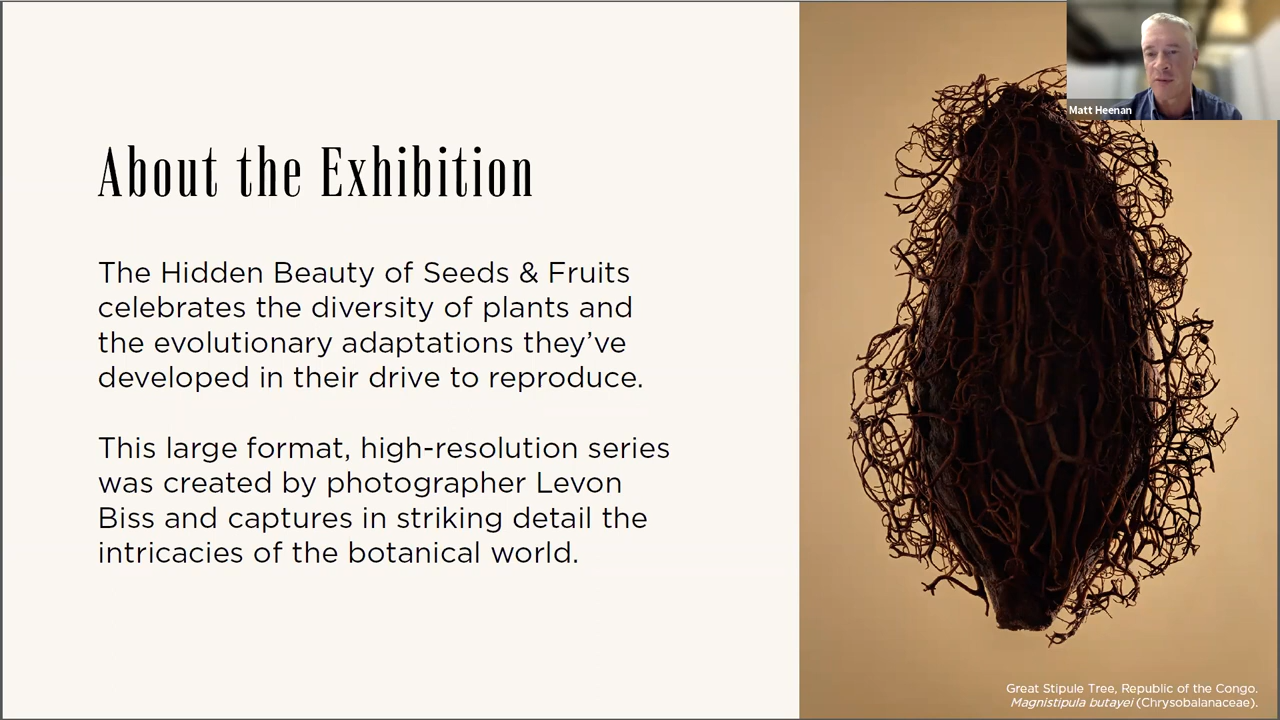 About the Exhibition
The Hidden Beauty of Seeds & Fruits
celebrates the diversity of plants and
the evolutionary adaptations they’ve
developed in their drive to reproduce.
This large format, high-resolution series
was created by photographer Levon
Biss and captures in striking detail the
intricacies of the botanical world.
Matt Heenan
Great Stipule Tree, Republic of the Congo.
Magnistipula butayei (Chrysobalanaceae).